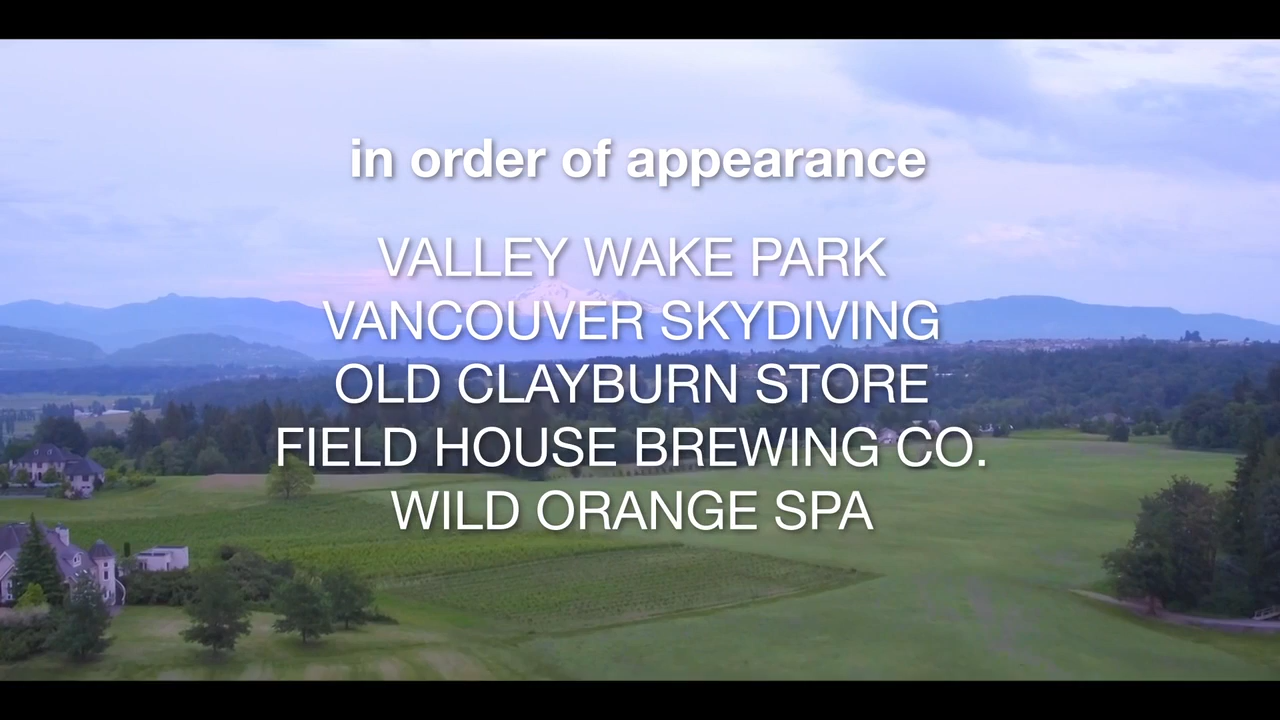 in order of appearance
VALLEY WAKE PARK
VANCOUVER SKYDIVING
OLD CLAYBURN STORE
FIELD HOUSE BREWING CO.
WILD ORANGE SPA